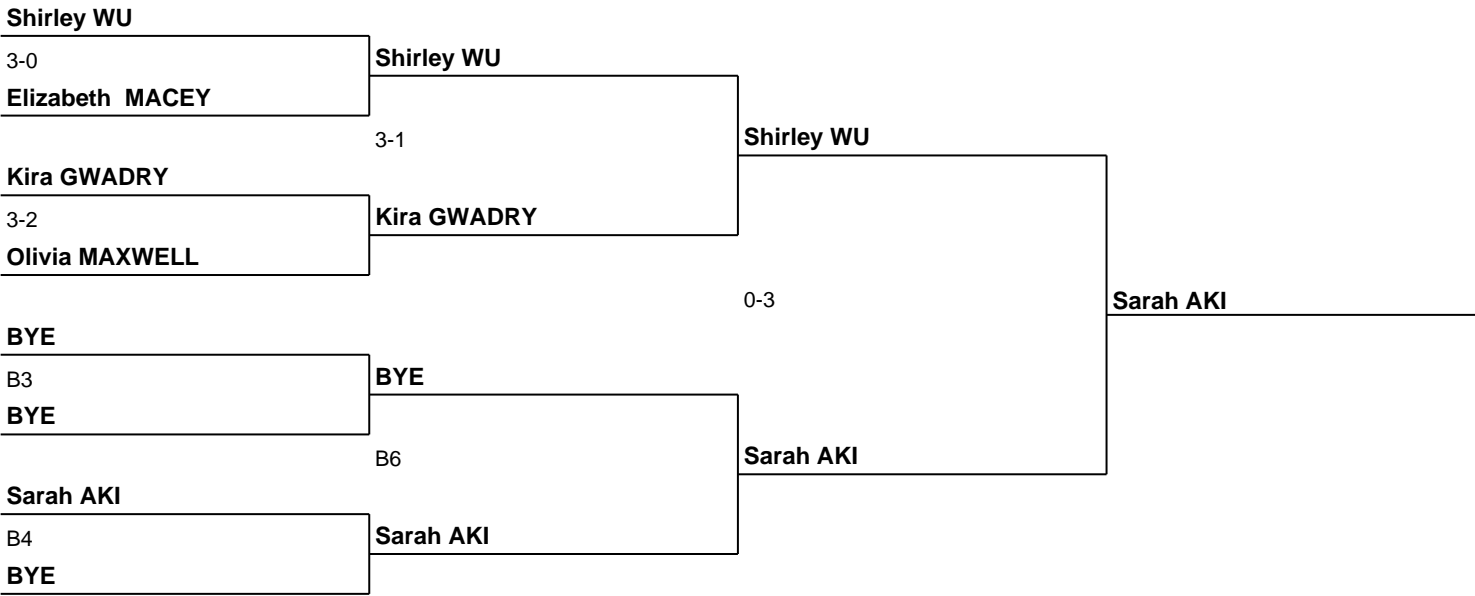 Shirley WU
3-0
Shirley WU
Elizabeth  MACEY
3-1
Shirley WU
Kira GWADRY
3-2
Kira GWADRY
Olivia MAXWELL
0-3
Sarah AKI
BYE
B3
BYE
BYE
B6
Sarah AKI
Sarah AKI
B4
Sarah AKI
BYE